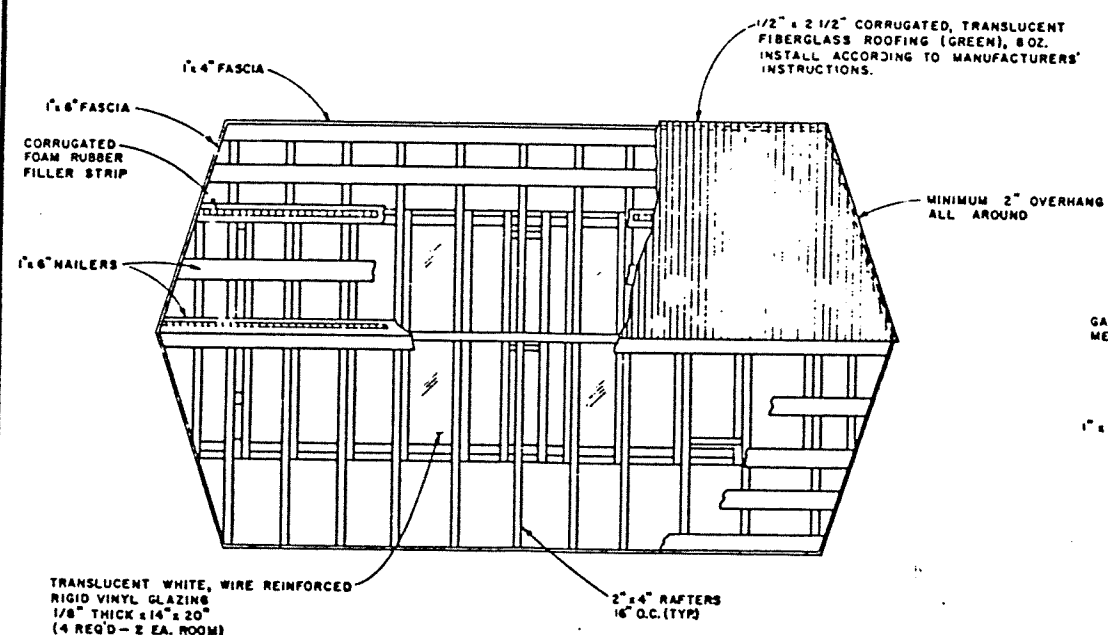 1/2" x 2 1/2" CORRUGATED, TRANSLUCENT
FIBERGLASS ROOFING (GREEN), 8 OZ.
INSTALL ACCORDING TO MANUFACTURERS'
INSTRUCTIONS.
1"x 4" FASCIA
1"x 6" FASCIA
CORRUGATED
FOAM RUBBER
FILLER STRIP
MINIMUM 2" OVERHANG
ALL AROUND
1"x 6" NAILERS
GA
ME
1" x
TRANSLUCENT WHITE, WIRE REINFORCED
RIGID VINYL GLAZING
1/8" THICK x 14" x 20"
(4 REQ'D - 2 EA. ROOM)
2"x 4" RAFTERS
16" O.C. (TYP.)